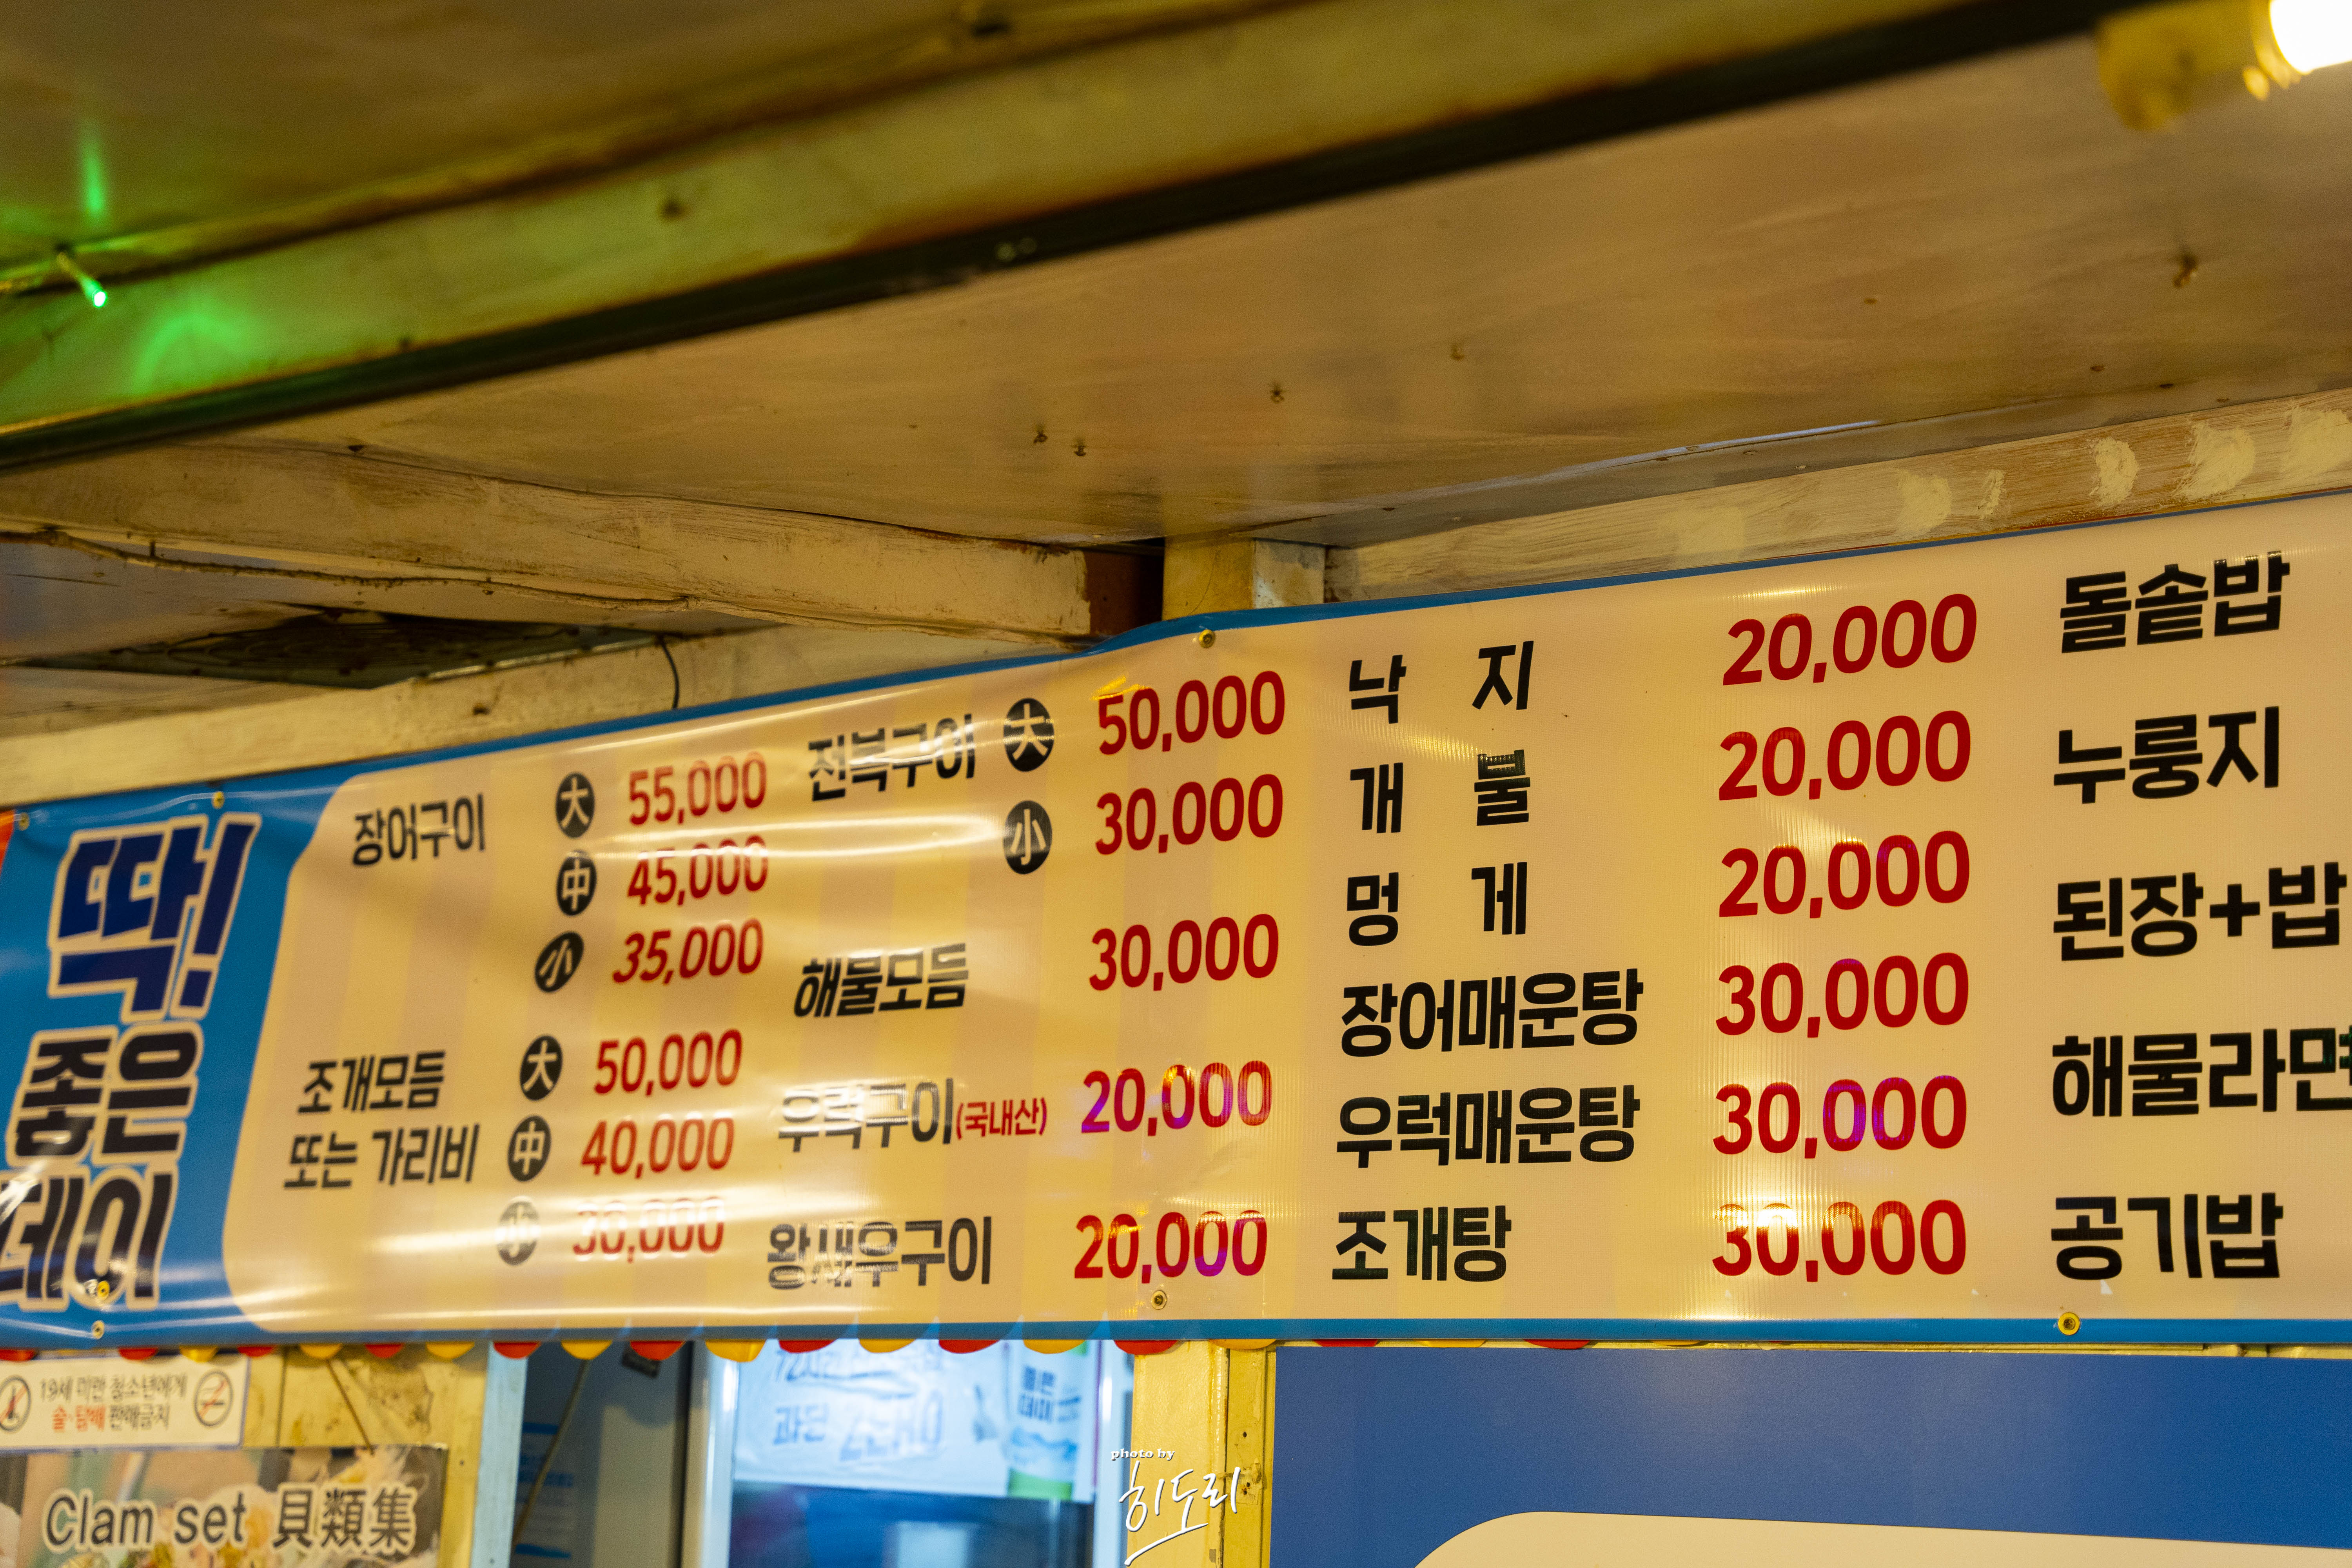 딱!
좋은
데이
장어구이 大 55,000
中 45,000
小 35,000
조개모듬
또는 가리비
大 50,000
中 40,000
小 30,000
전복구이 大 50,000
小 30,000
해물모듬 30,000
우럭구이(국내산) 20,000
왕새우구이 20,000
낙지 20,000
개불 20,000
멍게 20,000
장어매운탕 30,000
우럭매운탕 30,000
조개탕 30,000
돌솥밥
누룽지
된장+밥
해물라면
공기밥
19세 미만 청소년에게
술·담배 판매금지
Clam set 貝類集
과당 ZERO
photo by
히도리